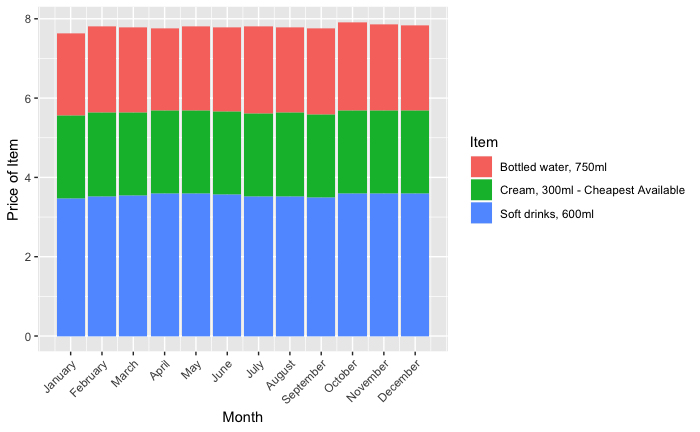 8
6
4
2
0
Price of Item
January
February
March
April
May
June
July
August
September
October
November
December
Month
Item
Bottled water, 750ml
Cream, 300ml - Cheapest Available
Soft drinks, 600ml